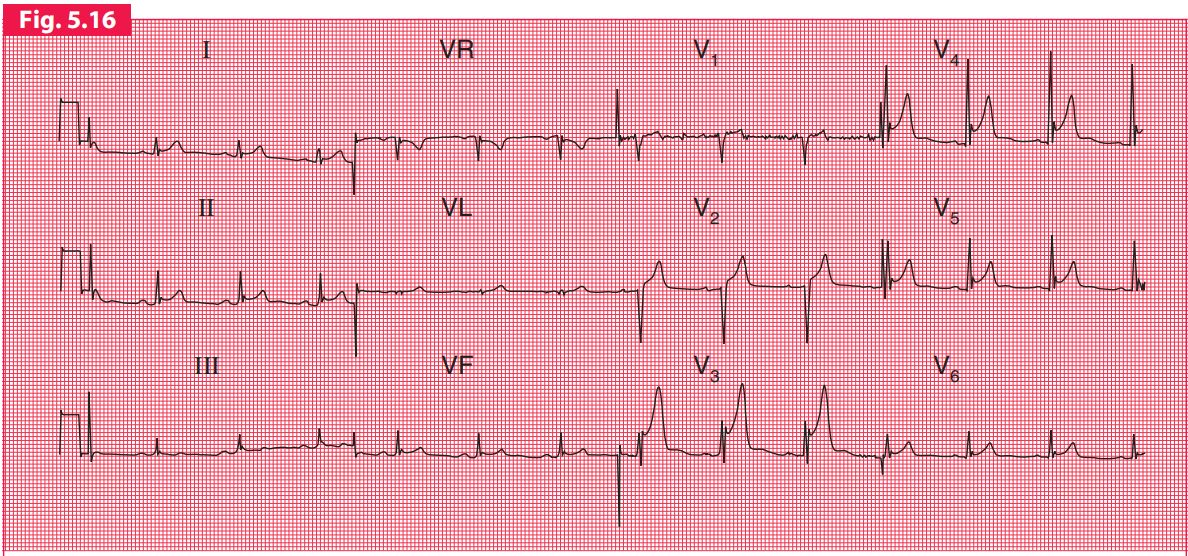 Fig. 5.16
I VR V₁ V₄
II VL V₂ V₅
III VF V₃ V₆